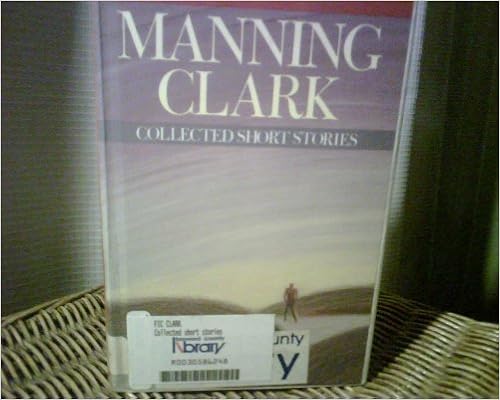 MANNING
CLARK
COLLECTED SHORT STORIES
FIC CLARK
Collected short stories
library
unty
y